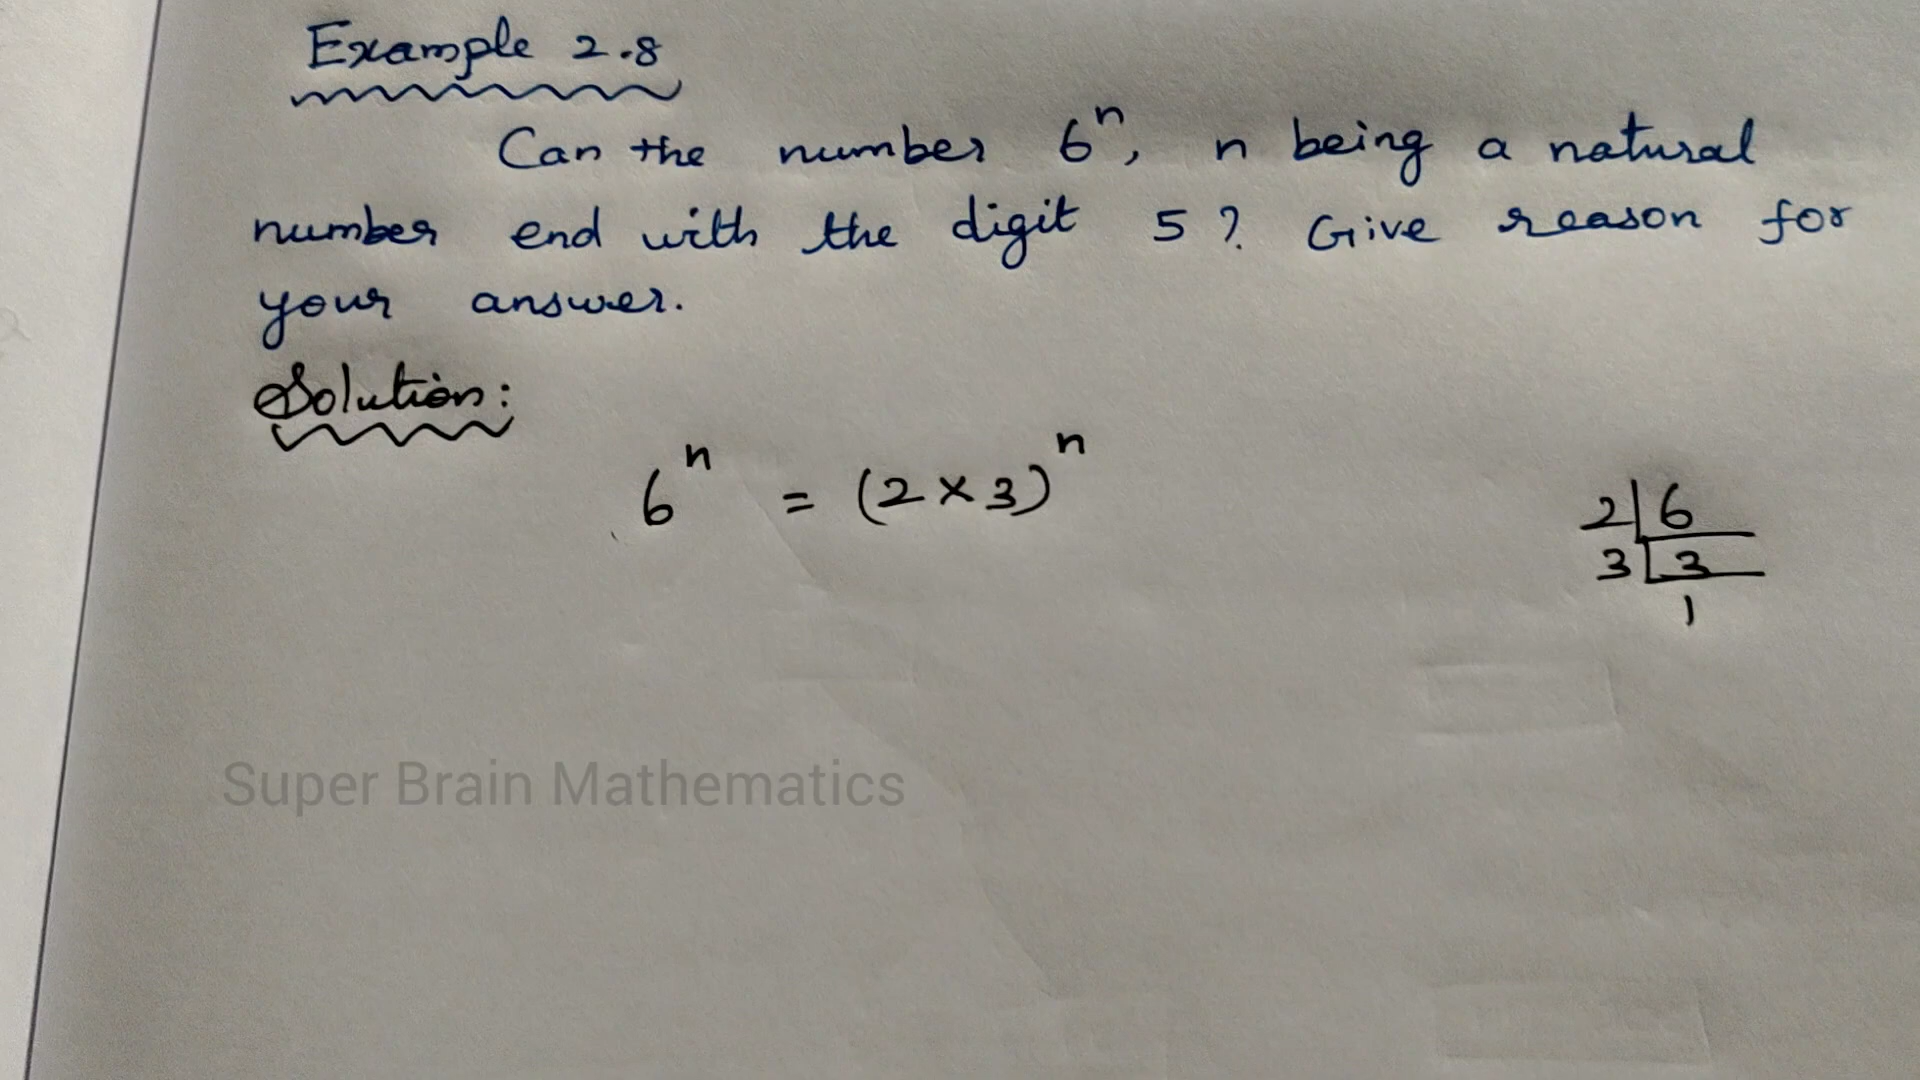 Example 2.8
Can the number 6ⁿ, n being a natural
number end with the digit 5? Give reason for
your answer.
Solution:
6ⁿ = (2 × 3)ⁿ
2 | 6
3 | 3
1
Super Brain Mathematics